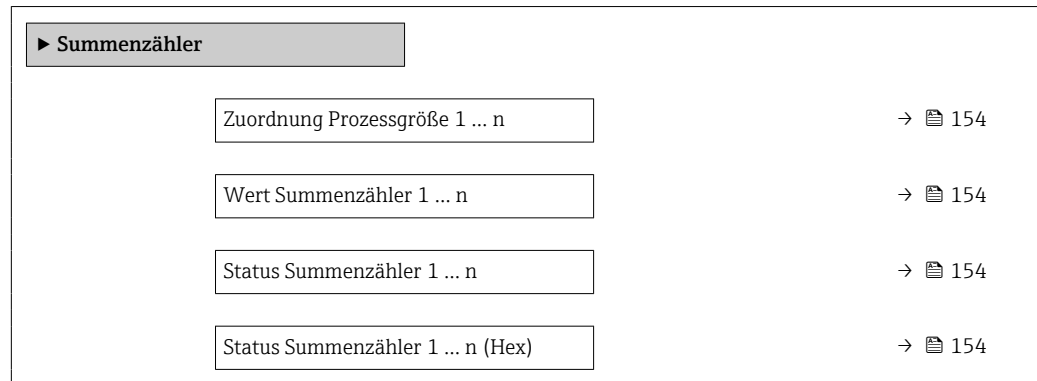 ▶ Summenzähler
Zuordnung Prozessgröße 1 … n → 154
Wert Summenzähler 1 … n → 154
Status Summenzähler 1 … n → 154
Status Summenzähler 1 … n (Hex) → 154